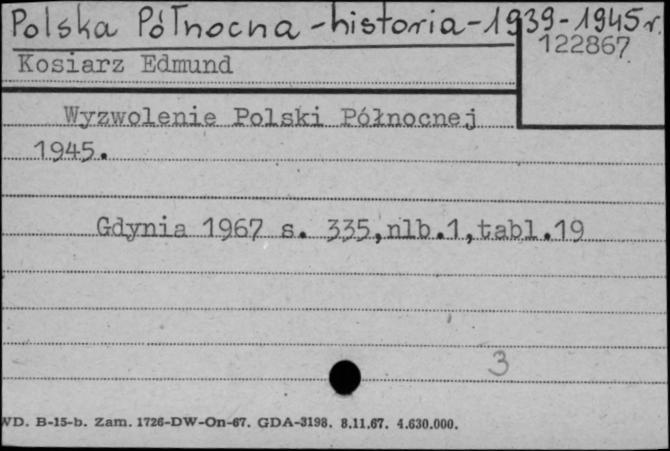 Polska Północna - historia - 1939-1945 r.
122867
Kosiarz Edmund
Wyzwolenie Polski Północnej
1945.
Gdynia 1967 s. 335,nlb.1,tabl.19
3
WD. B-15-b. Zam. 1726-DW-On-67. GDA-3198. 8.11.67. 4.630.000.